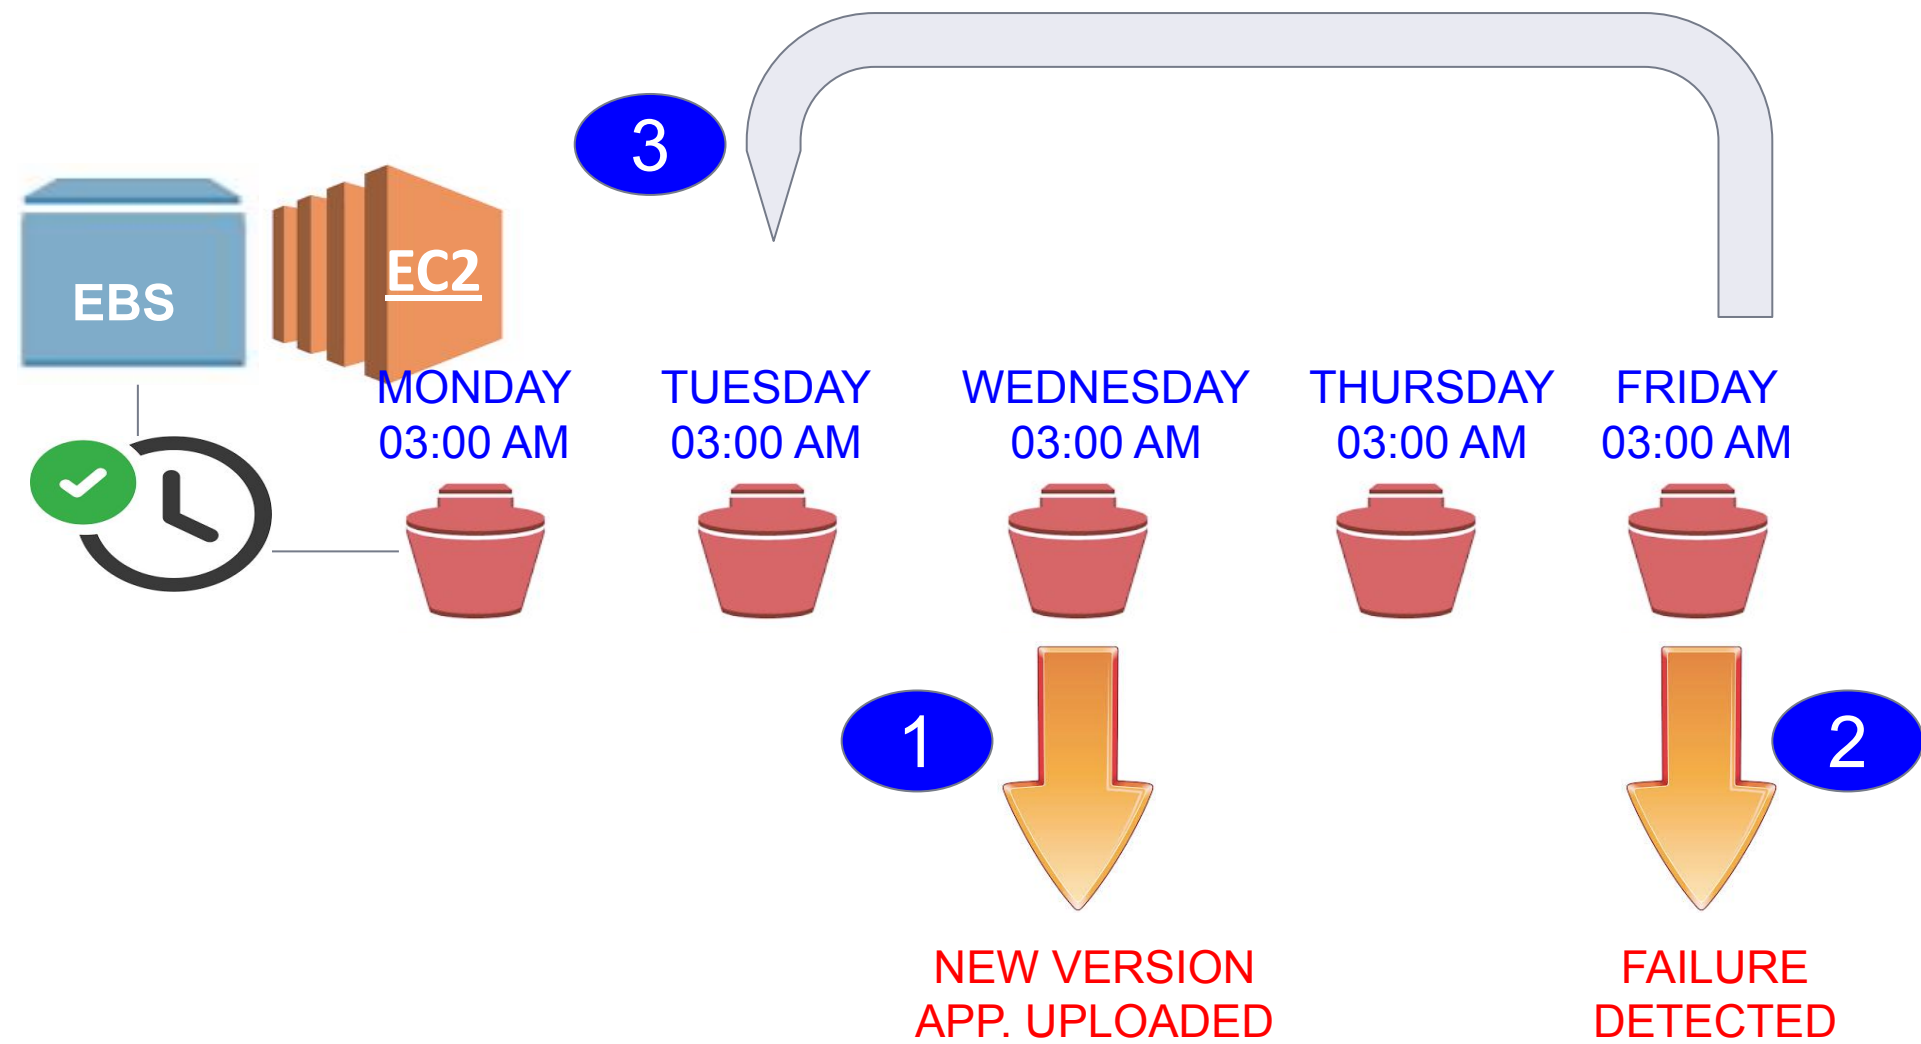 3
EBS
EC2
MONDAY
03:00 AM
TUESDAY
03:00 AM
WEDNESDAY
03:00 AM
THURSDAY
03:00 AM
FRIDAY
03:00 AM
1
2
NEW VERSION
APP. UPLOADED
FAILURE
DETECTED